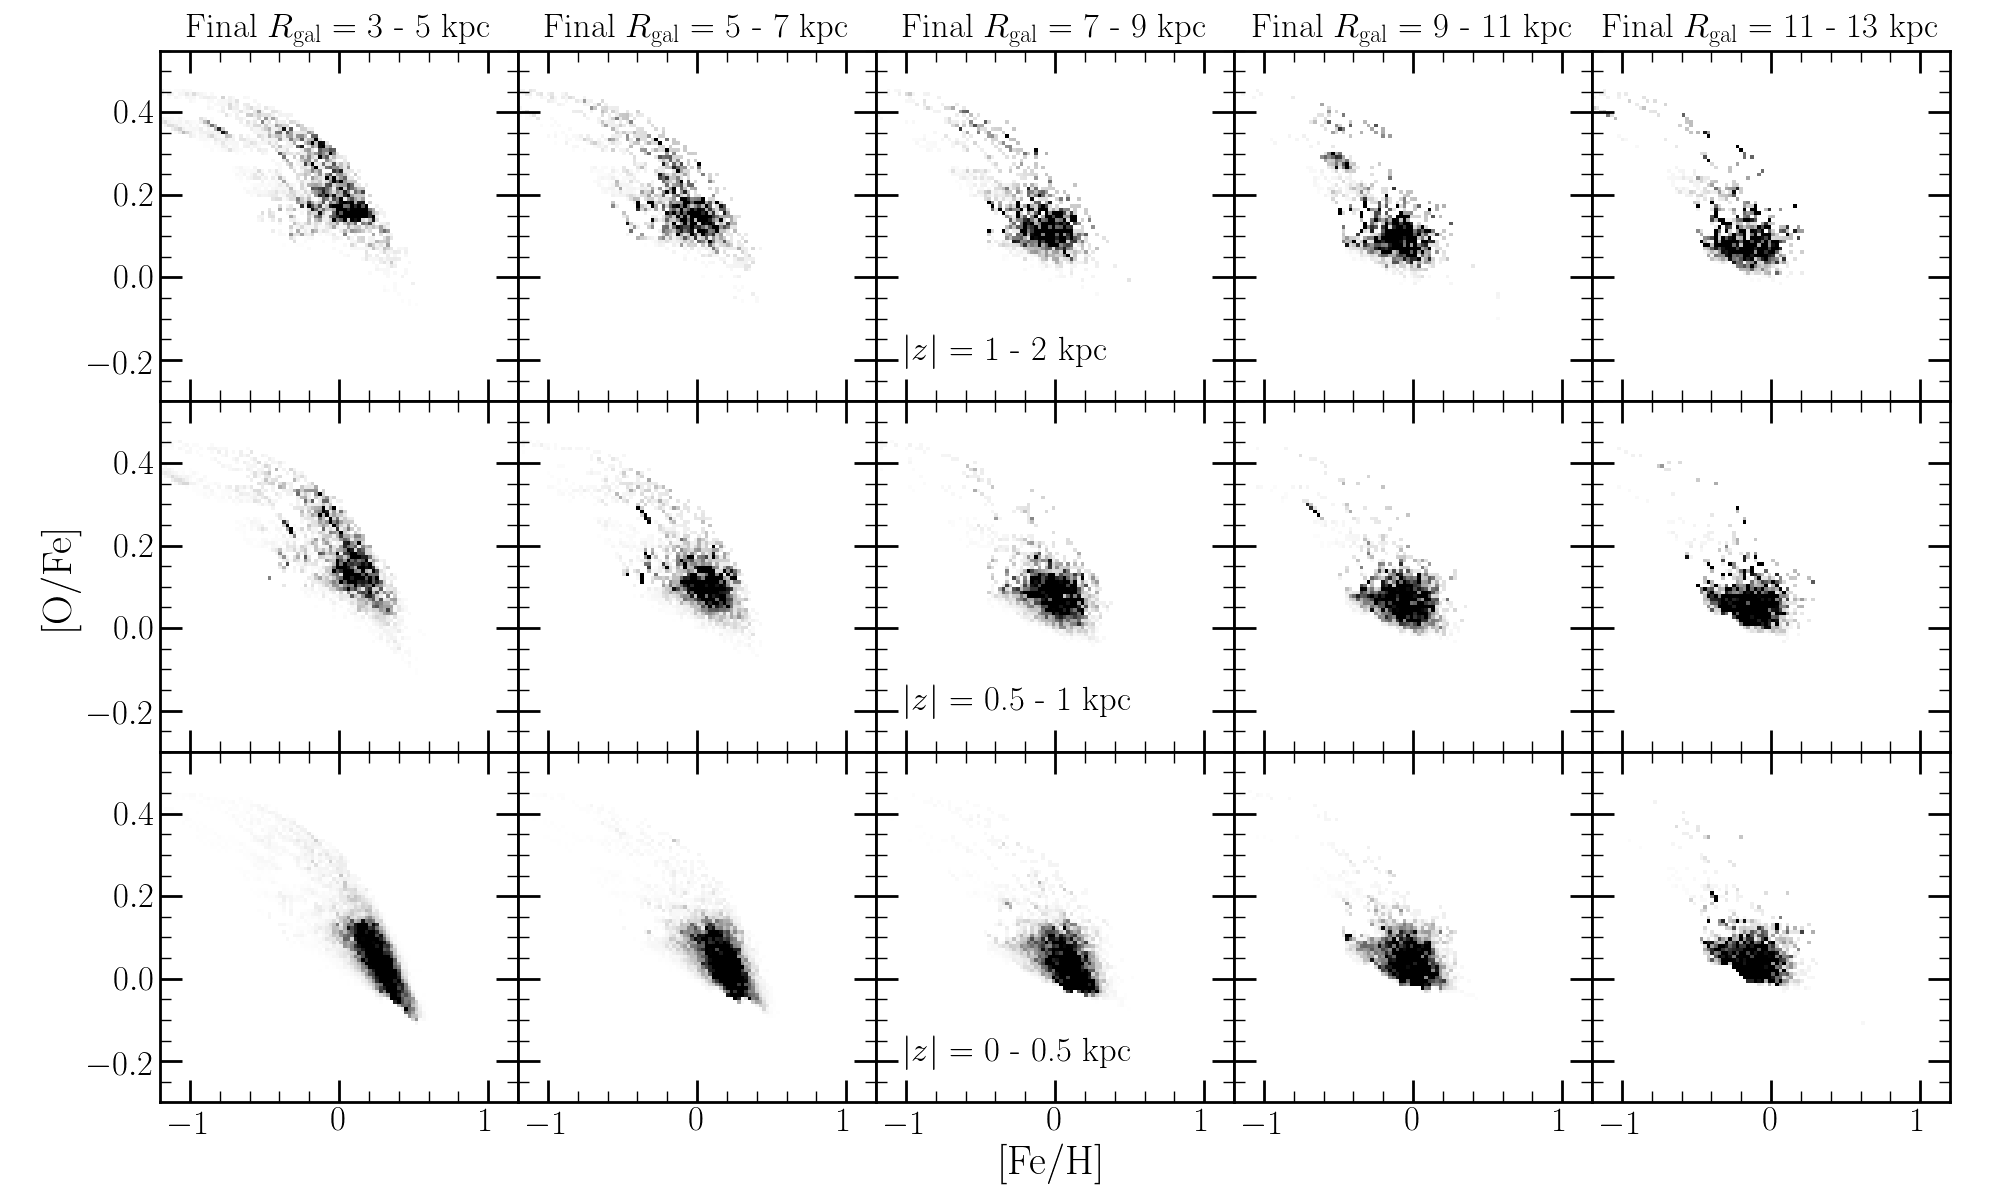 Final R_gal = 3 - 5 kpc
Final R_gal = 5 - 7 kpc
Final R_gal = 7 - 9 kpc
Final R_gal = 9 - 11 kpc
Final R_gal = 11 - 13 kpc
0.4
0.2
0.0
−0.2
|z| = 1 - 2 kpc
0.4
0.2
0.0
−0.2
|z| = 0.5 - 1 kpc
[O/Fe]
0.4
0.2
0.0
−0.2
|z| = 0 - 0.5 kpc
−1 0 1 −1 0 1 −1 0 1 −1 0 1 −1 0 1
[Fe/H]